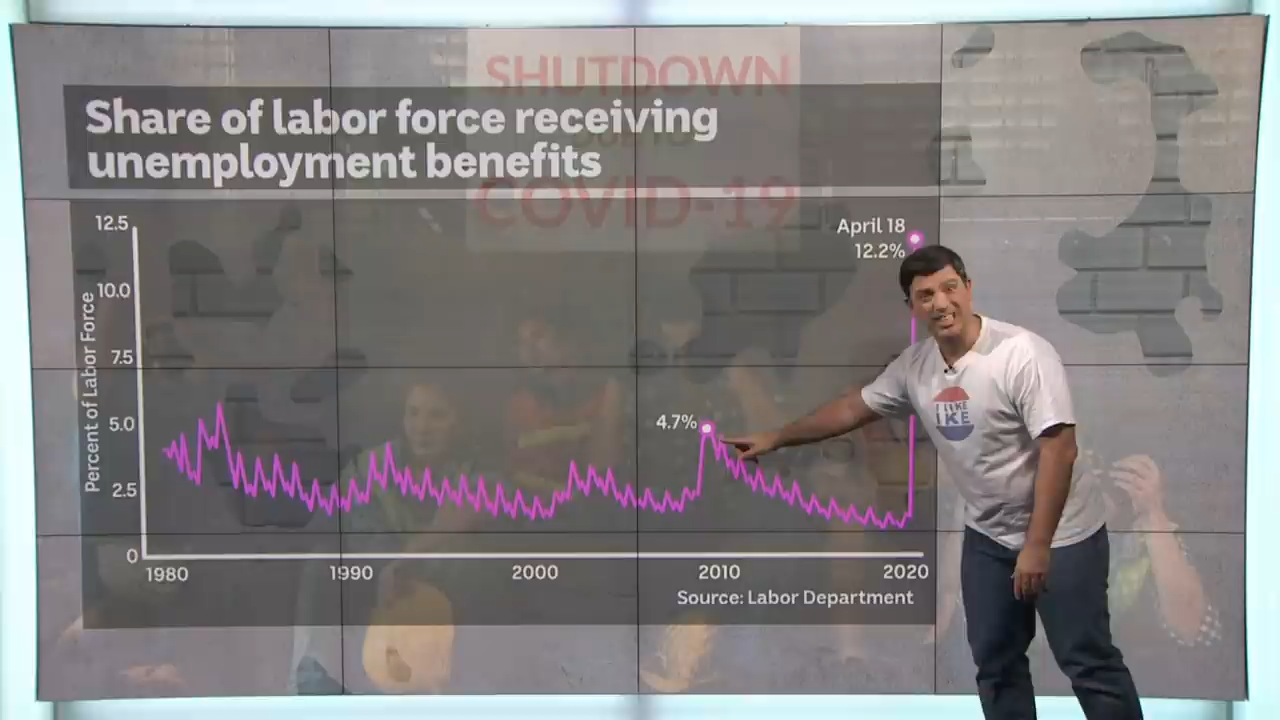 SHUTDOWN
Share of labor force receiving
unemployment benefits
COVID-19
12.5
10.0
7.5
5.0
2.5
0
Percent of Labor Force
April 18
12.2%
4.7%
1980
1990
2000
2010
2020
Source: Labor Department
I LIKE
IKE